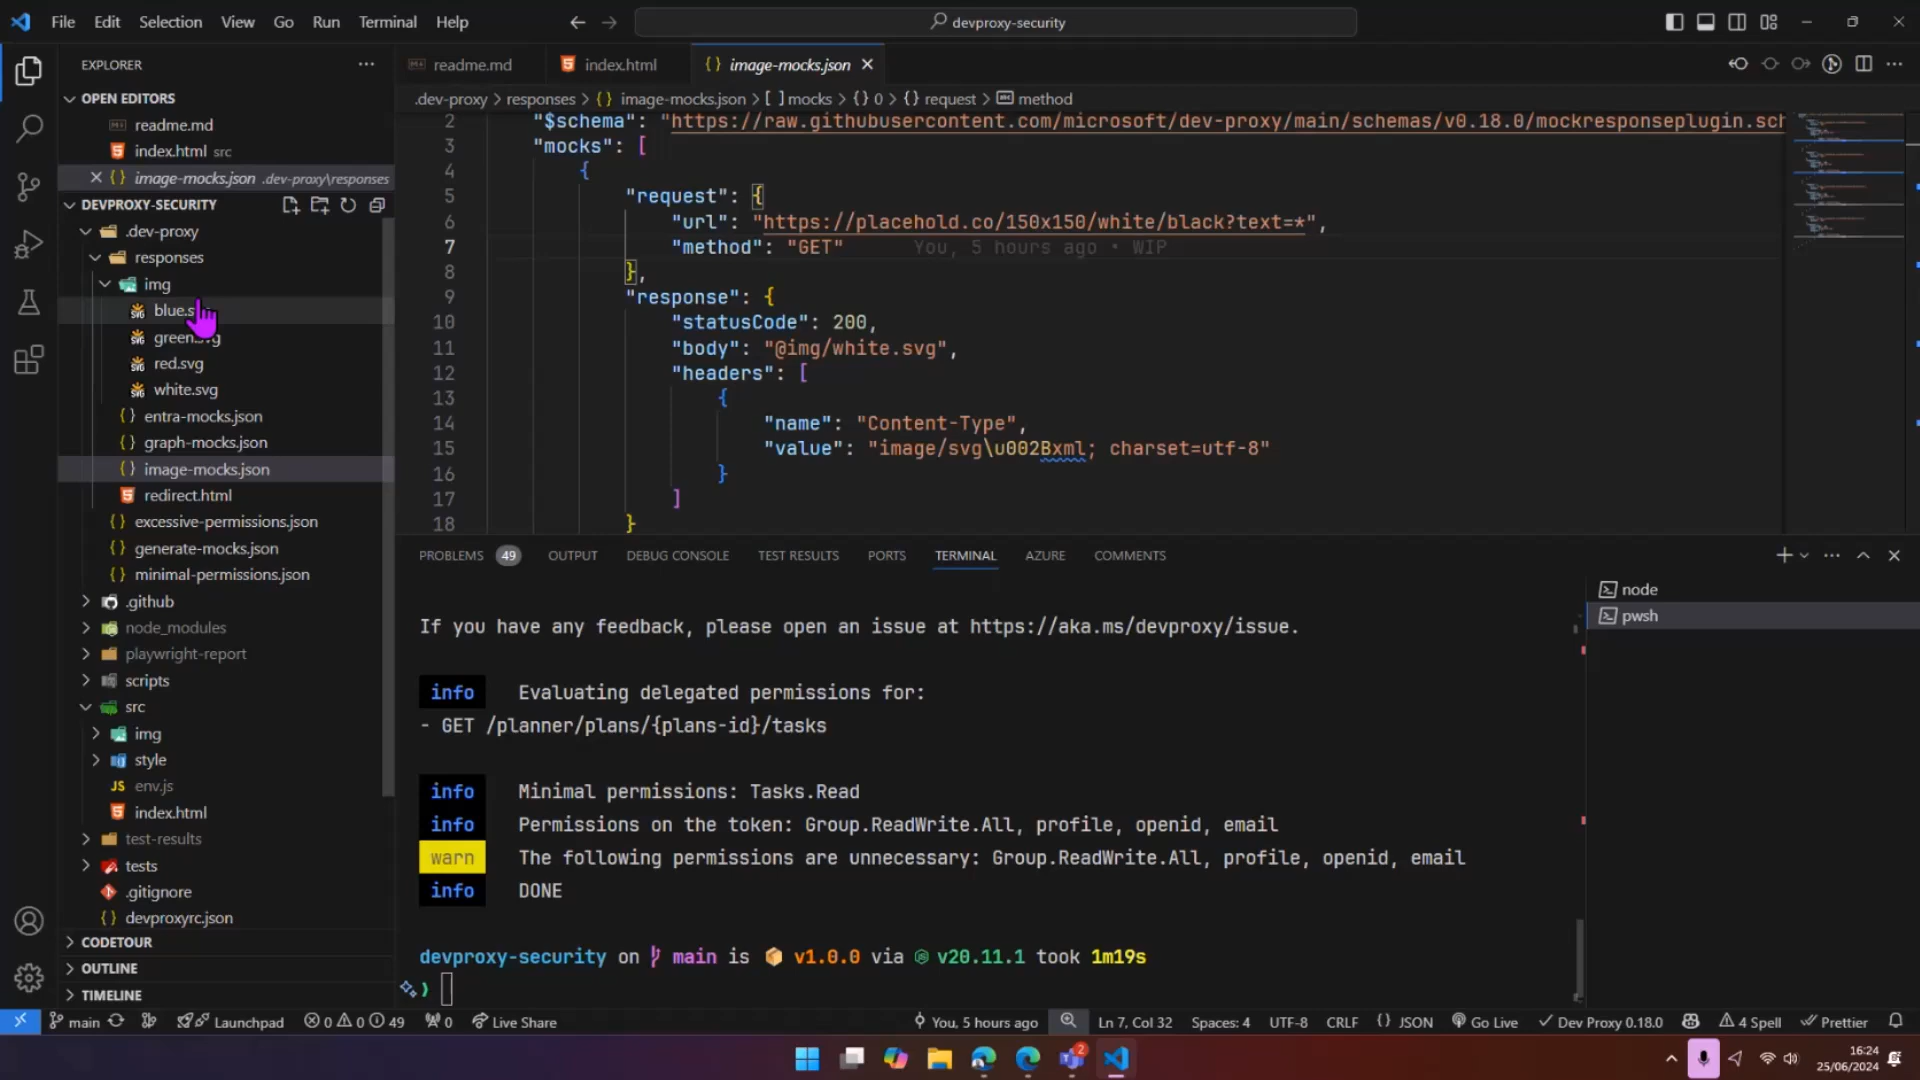 File Edit Selection View Go Run Terminal Help
devproxy-security
EXPLORER
OPEN EDITORS
readme.md
index.html src
image-mocks.json .dev-proxy\responses
DEVPROXY-SECURITY
.dev-proxy
responses
img
blue.s
green.svg
red.svg
white.svg
entra-mocks.json
graph-mocks.json
image-mocks.json
redirect.html
excessive-permissions.json
generate-mocks.json
minimal-permissions.json
.github
node_modules
playwright-report
scripts
src
img
style
env.js
index.html
test-results
tests
.gitignore
devproxyrc.json
CODETOUR
OUTLINE
TIMELINE
readme.md index.html image-mocks.json
.dev-proxy > responses > {} image-mocks.json > [ ] mocks > {} 0 > {} request > method
2 "$schema": "https://raw.githubusercontent.com/microsoft/dev-proxy/main/schemas/v0.18.0/mockresponseplugin.sch
3 "mocks": [
4 {
5 "request": {
6 "url": "https://placehold.co/150x150/white/black?text=*",
7 "method": "GET" You, 5 hours ago • WIP
8 },
9 "response": {
10 "statusCode": 200,
11 "body": "@img/white.svg",
12 "headers": [
13 {
14 "name": "Content-Type",
15 "value": "image/svg\u002Bxml; charset=utf-8"
16 }
17 ]
18 }
PROBLEMS 49 OUTPUT DEBUG CONSOLE TEST RESULTS PORTS TERMINAL AZURE COMMENTS
node
pwsh
If you have any feedback, please open an issue at https://aka.ms/devproxy/issue.
info Evaluating delegated permissions for:
- GET /planner/plans/{plans-id}/tasks
info Minimal permissions: Tasks.Read
info Permissions on the token: Group.ReadWrite.All, profile, openid, email
warn The following permissions are unnecessary: Group.ReadWrite.All, profile, openid, email
info DONE
devproxy-security on main is v1.0.0 via v20.11.1 took 1m19s
main Launchpad 0 0 49 0 Live Share You, 5 hours ago Ln 7, Col 32 Spaces: 4 UTF-8 CRLF {} JSON Go Live Dev Proxy 0.18.0 4 Spell Prettier
2
16:24
25/06/2024